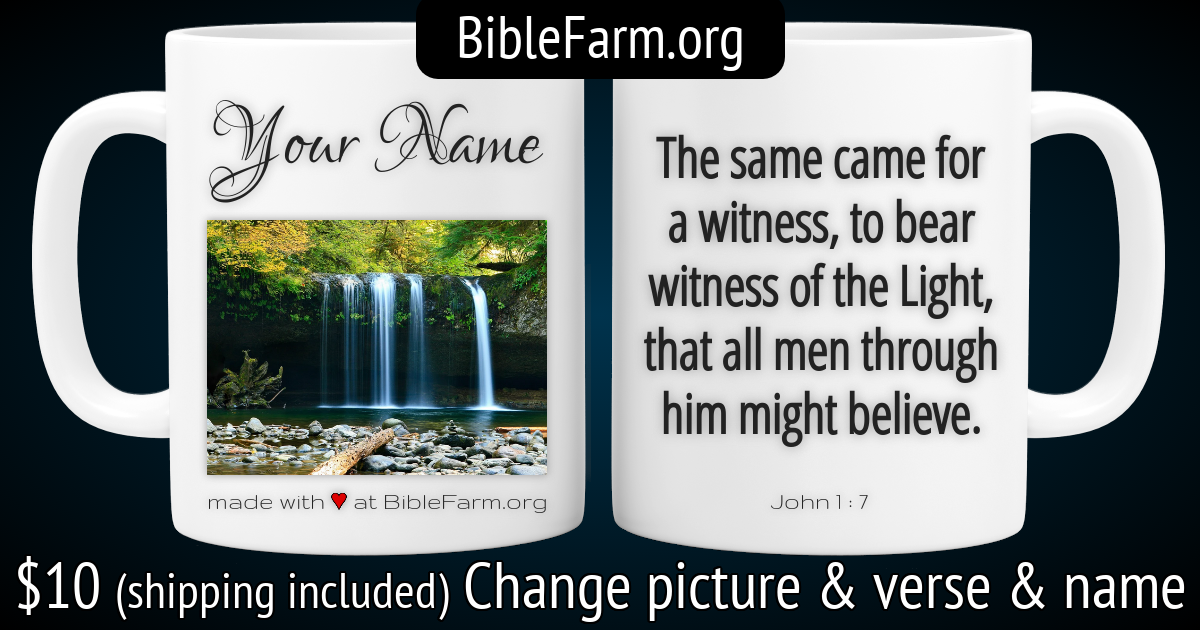 BibleFarm.org
Your Name
made with ♥ at BibleFarm.org
The same came for
a witness, to bear
witness of the Light,
that all men through
him might believe.
John 1 : 7
$10 (shipping included) Change picture & verse & name